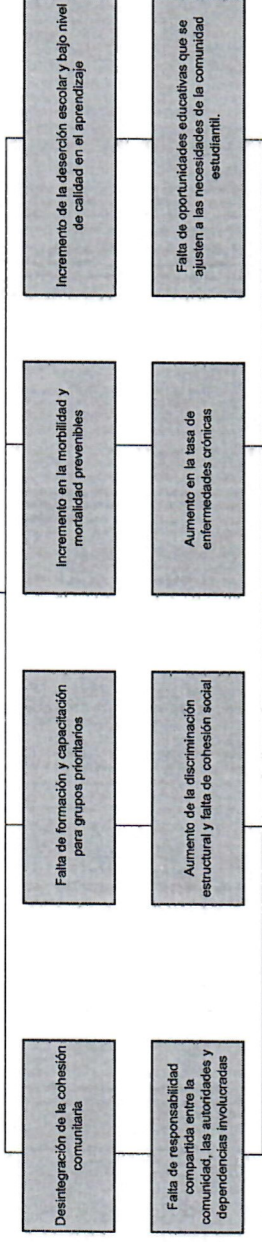 Desintegración de la cohesión
comunitaria
Falta de formación y capacitación
para grupos prioritarios
Incremento en la morbilidad y
mortalidad prevenibles
Incremento de la deserción escolar y bajo nivel
de calidad en el aprendizaje
Falta de responsabilidad
compartida entre la
comunidad, las autoridades y
dependencias involucradas
Aumento de la discriminación
estructural y falta de cohesión social
Aumento en la tasa de
enfermedades crónicas
Falta de oportunidades educativas que se
ajusten a las necesidades de la comunidad
estudiantil.